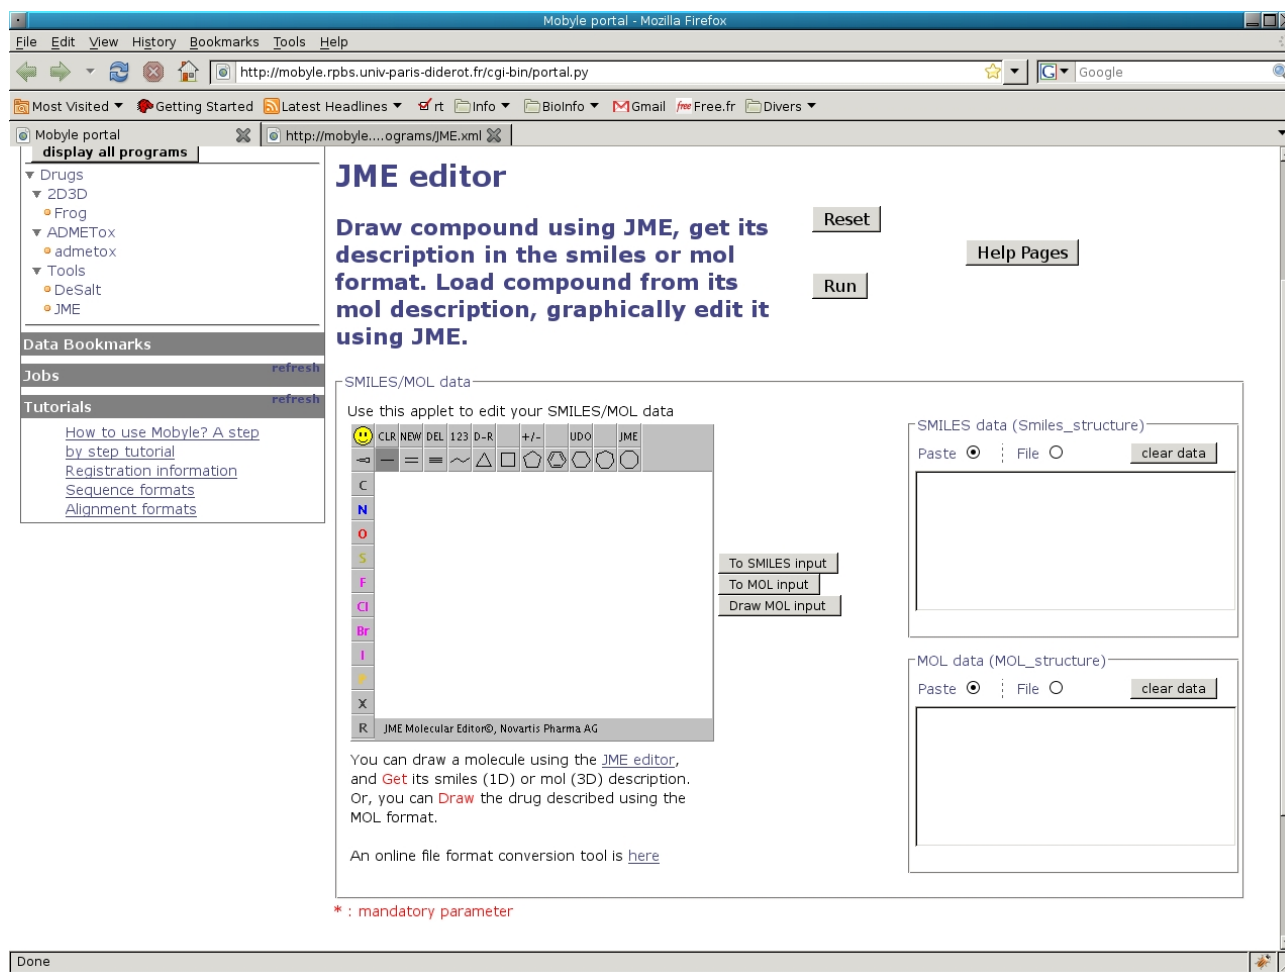 Mobyle portal - Mozilla Firefox
File Edit View History Bookmarks Tools Help
http://mobyle.rpbs.univ-paris-diderot.fr/cgi-bin/portal.py
G Google
Most Visited Getting Started Latest Headlines rt Info BioInfo Gmail free Free.fr Divers
Mobyle portal
http://mobyle....ograms/JME.xml
display all programs
Drugs
2D3D
Frog
ADMETox
admetox
Tools
DeSalt
JME
Data Bookmarks
Jobs refresh
Tutorials refresh
How to use Mobyle? A step
by step tutorial
Registration information
Sequence formats
Alignment formats
JME editor
Draw compound using JME, get its
description in the smiles or mol
format. Load compound from its
mol description, graphically edit it
using JME.
Reset
Help Pages
Run
SMILES/MOL data
Use this applet to edit your SMILES/MOL data
CLR NEW DEL 123 D-R +/- UDO JME
C
N
O
S
F
Cl
Br
I
P
X
R
JME Molecular Editor©, Novartis Pharma AG
To SMILES input
To MOL input
Draw MOL input
SMILES data (Smiles_structure)
Paste File clear data
MOL data (MOL_structure)
Paste File clear data
You can draw a molecule using the JME editor,
and Get its smiles (1D) or mol (3D) description.
Or, you can Draw the drug described using the
MOL format.
An online file format conversion tool is here
* : mandatory parameter
Done